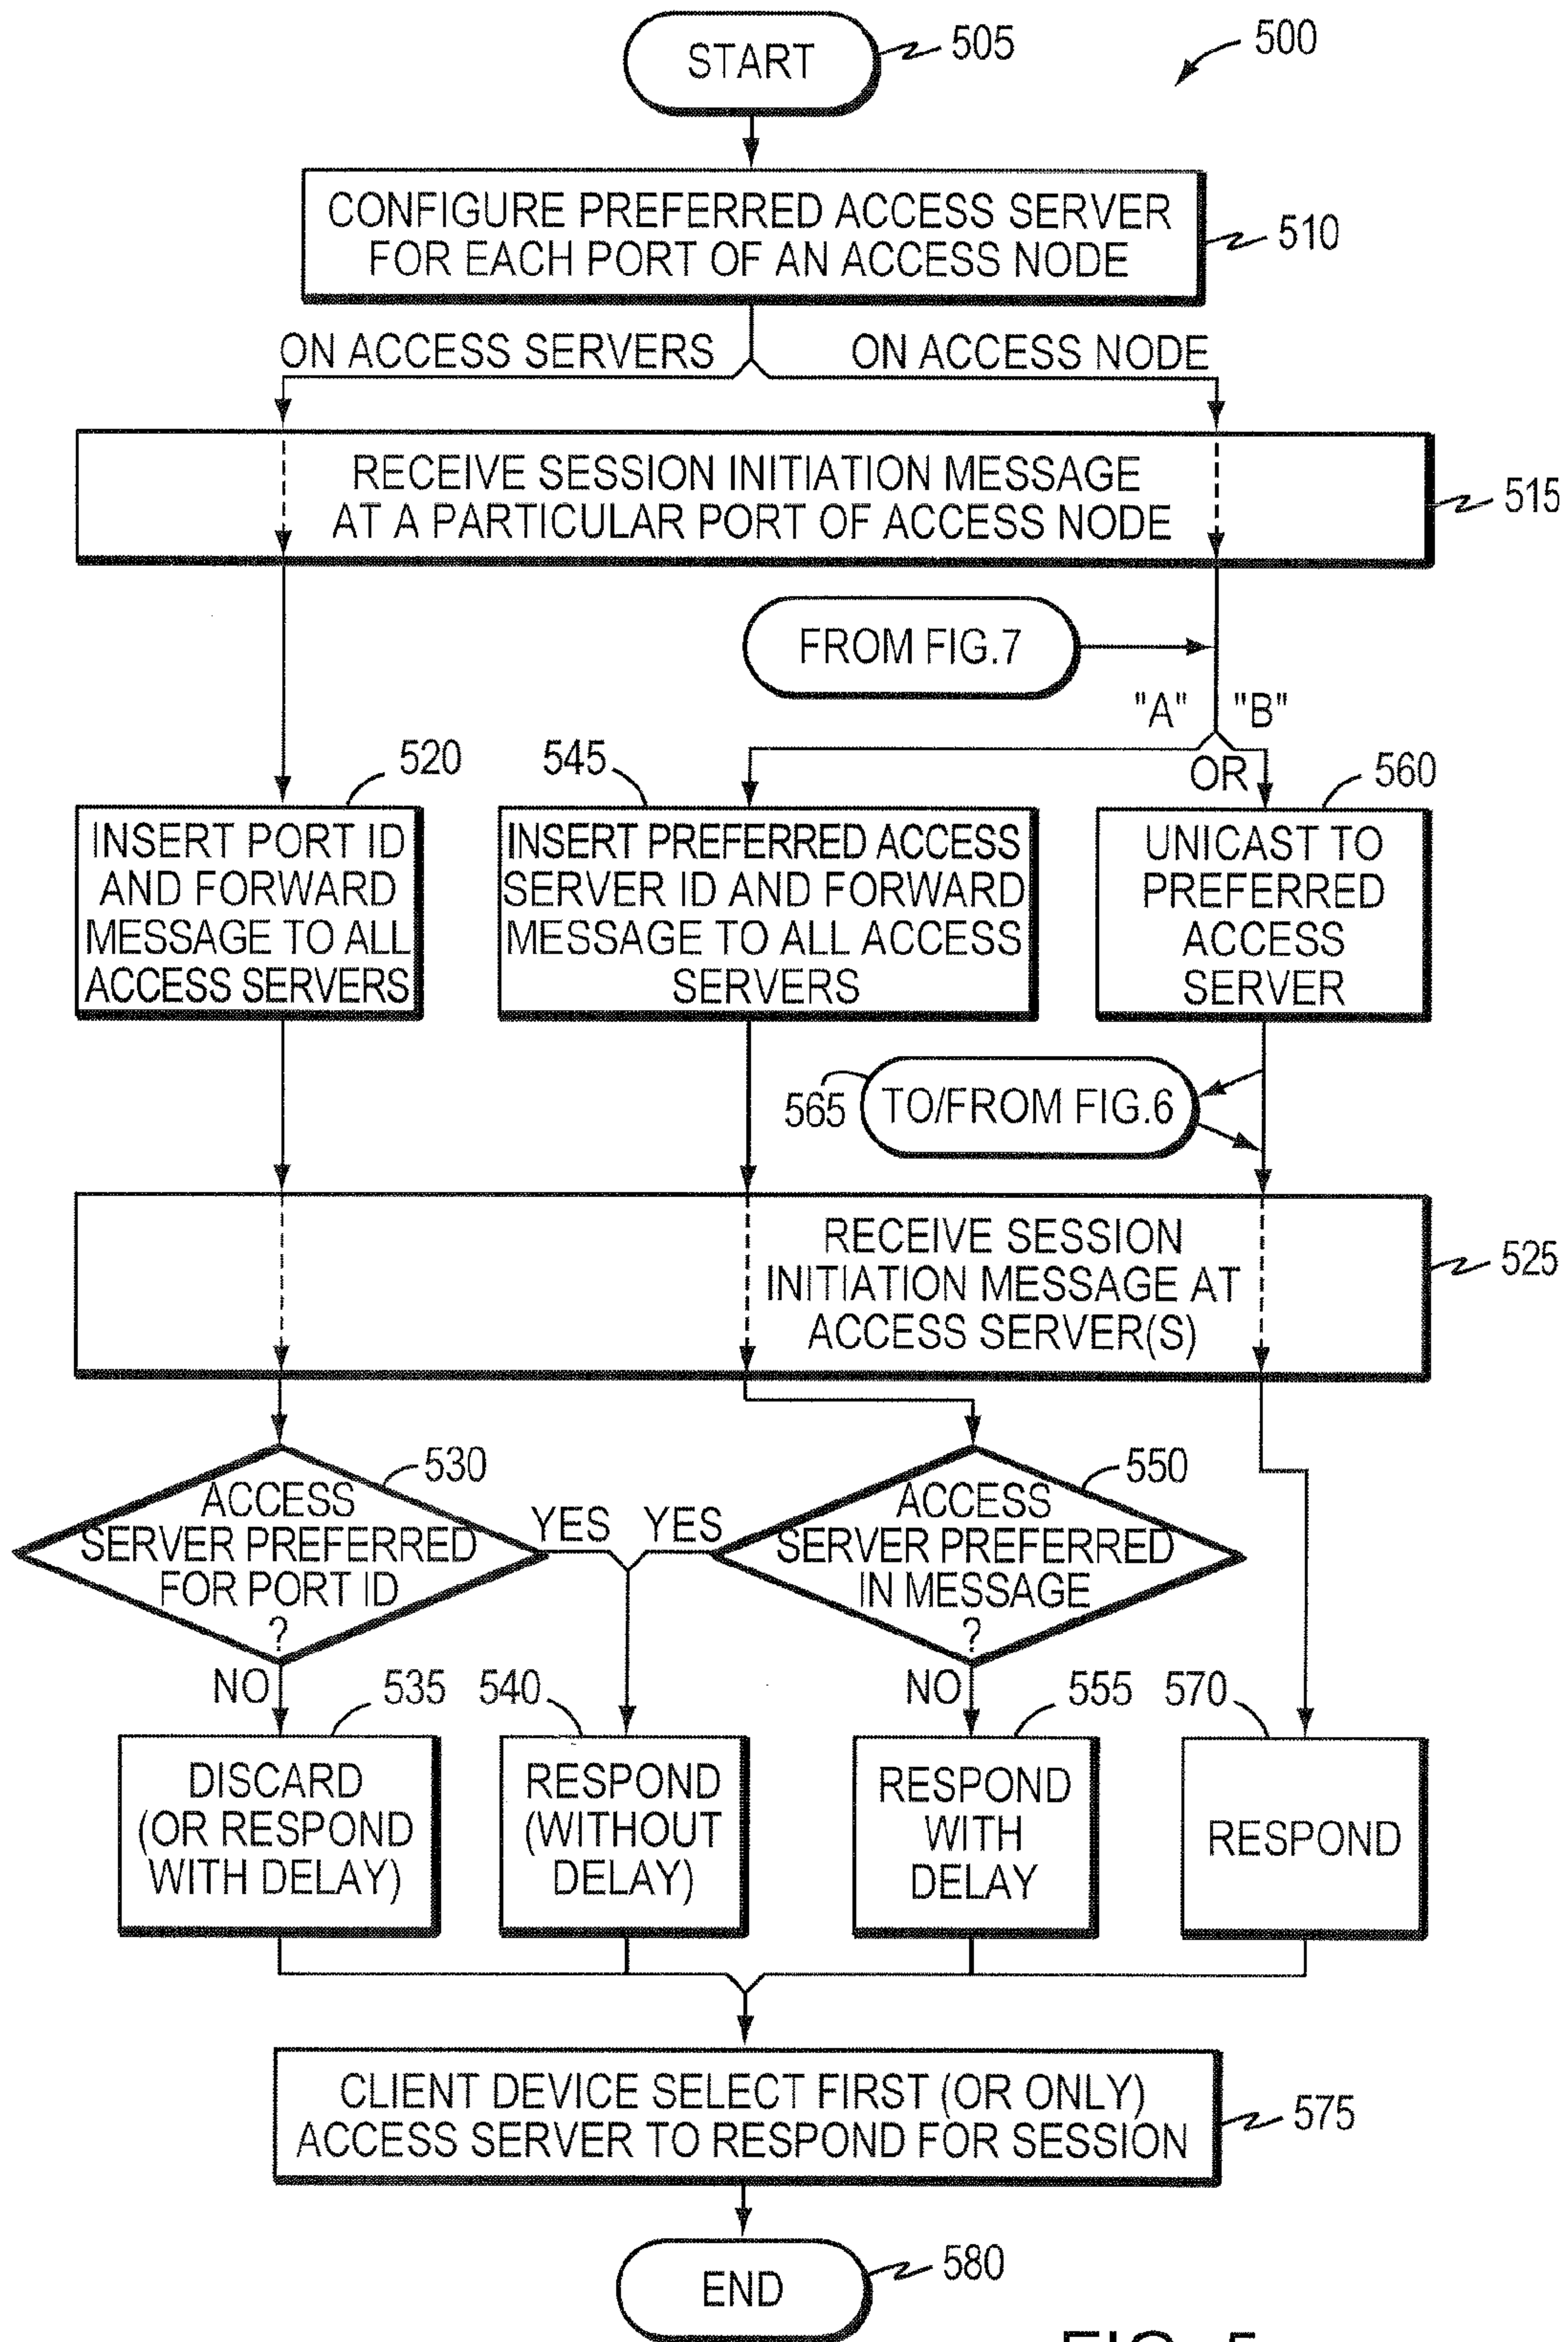 START
505
500
CONFIGURE PREFERRED ACCESS SERVER
FOR EACH PORT OF AN ACCESS NODE
510
ON ACCESS SERVERS
ON ACCESS NODE
RECEIVE SESSION INITIATION MESSAGE
AT A PARTICULAR PORT OF ACCESS NODE
515
FROM FIG.7
"A"
"B"
OR
520
545
560
INSERT PORT ID
AND FORWARD
MESSAGE TO ALL
ACCESS SERVERS
INSERT PREFERRED ACCESS
SERVER ID AND FORWARD
MESSAGE TO ALL ACCESS
SERVERS
UNICAST TO
PREFERRED
ACCESS
SERVER
565
TO/FROM FIG.6
RECEIVE SESSION
INITIATION MESSAGE AT
ACCESS SERVER(S)
525
530
ACCESS
SERVER PREFERRED
FOR PORT ID
?
YES
YES
550
ACCESS
SERVER PREFERRED
IN MESSAGE
?
NO
535
540
NO
555
570
DISCARD
(OR RESPOND
WITH DELAY)
RESPOND
(WITHOUT
DELAY)
RESPOND
WITH
DELAY
RESPOND
CLIENT DEVICE SELECT FIRST (OR ONLY)
ACCESS SERVER TO RESPOND FOR SESSION
575
END
580